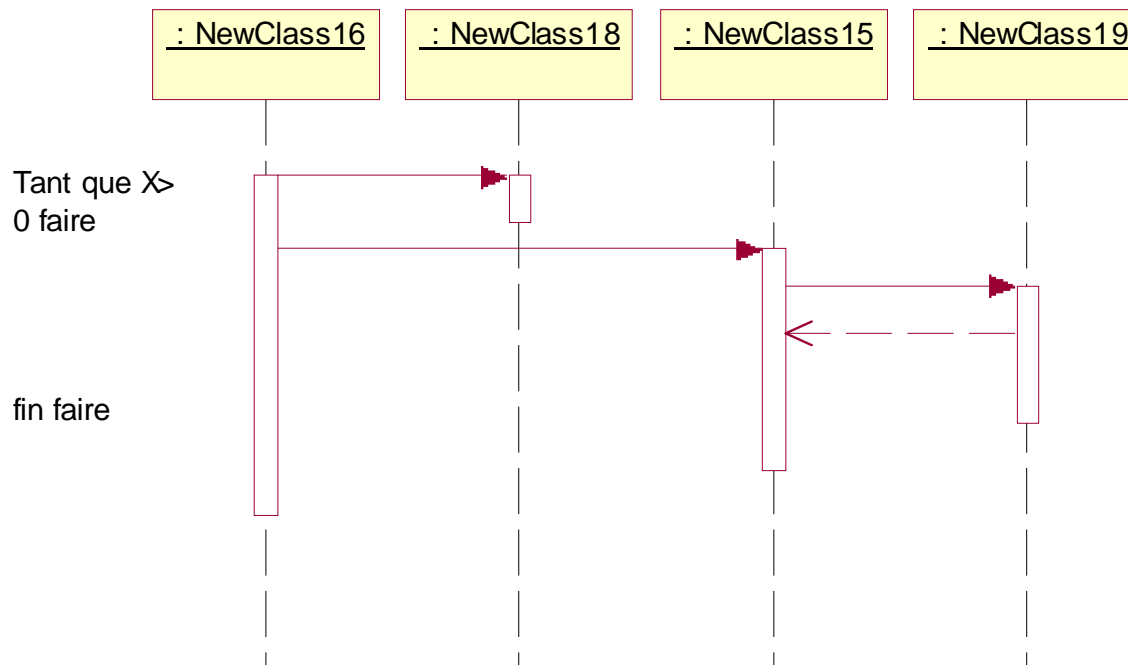 : NewClass16
: NewClass18
: NewClass15
: NewClass19
Tant que X>
0 faire
fin faire